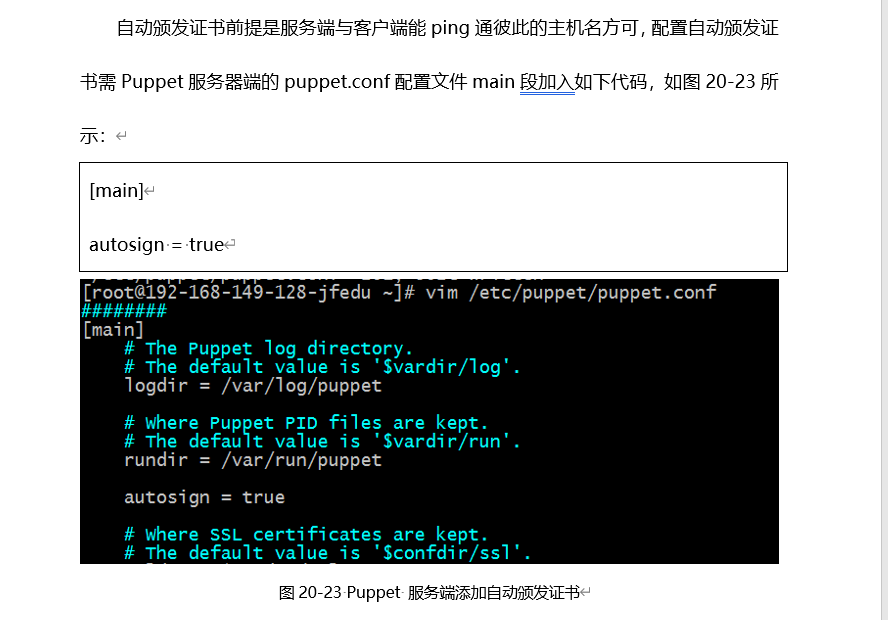 自动颁发证书前提是服务端与客户端能 ping 通彼此的主机名方可，配置自动颁发证
书需 Puppet 服务器端的 puppet.conf 配置文件 main 段加入如下代码，如图 20-23 所
示：
[main]
autosign = true
[root@192-168-149-128-jfedu ~]# vim /etc/puppet/puppet.conf
########
[main]
# The Puppet log directory.
# The default value is '$vardir/log'.
logdir = /var/log/puppet
# Where Puppet PID files are kept.
# The default value is '$vardir/run'.
rundir = /var/run/puppet
autosign = true
# Where SSL certificates are kept.
# The default value is '$confdir/ssl'.
图 20-23 Puppet 服务端添加自动颁发证书